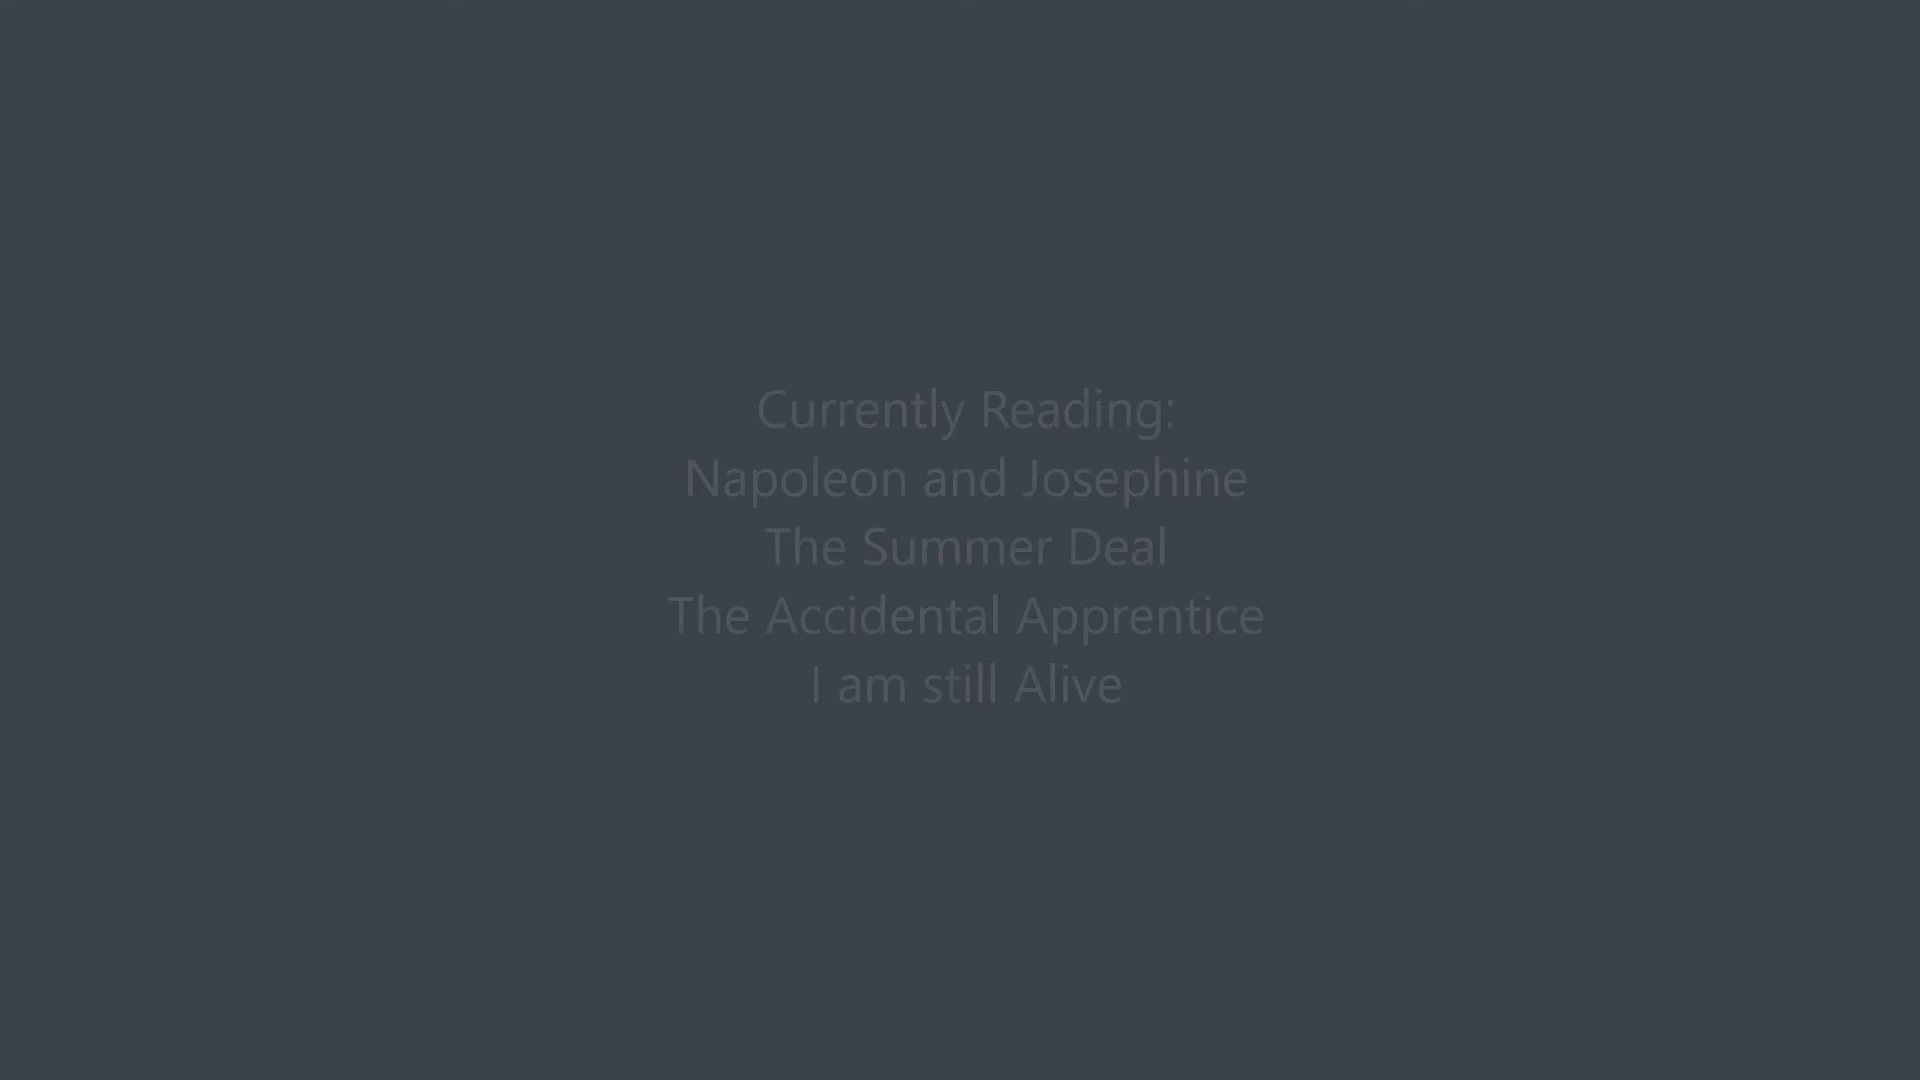 Currently Reading:
Napoleon and Josephine
The Summer Deal
The Accidental Apprentice
I am still Alive